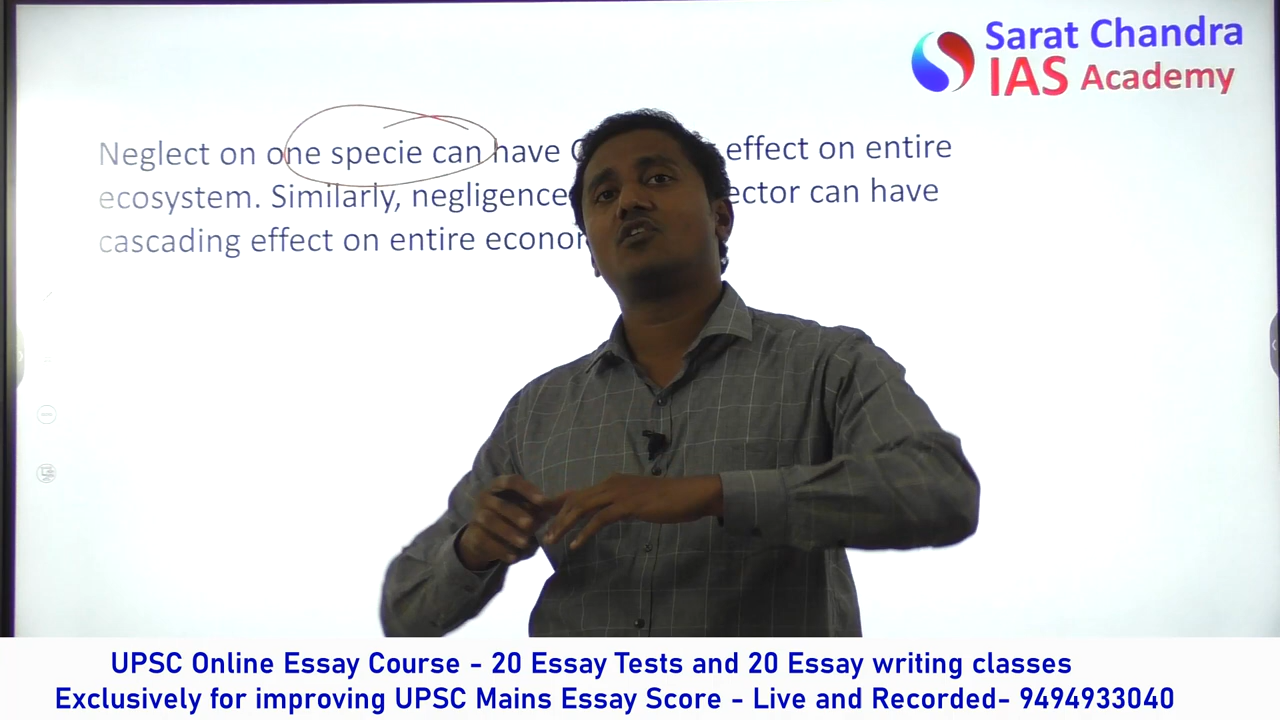 Sarat Chandra
IAS Academy
Neglect on one specie can have effect on entire
ecosystem. Similarly, negligence can have
cascading effect on entire
UPSC Online Essay Course - 20 Essay Tests and 20 Essay writing classes
Exclusively for improving UPSC Mains Essay Score - Live and Recorded- 9494933040